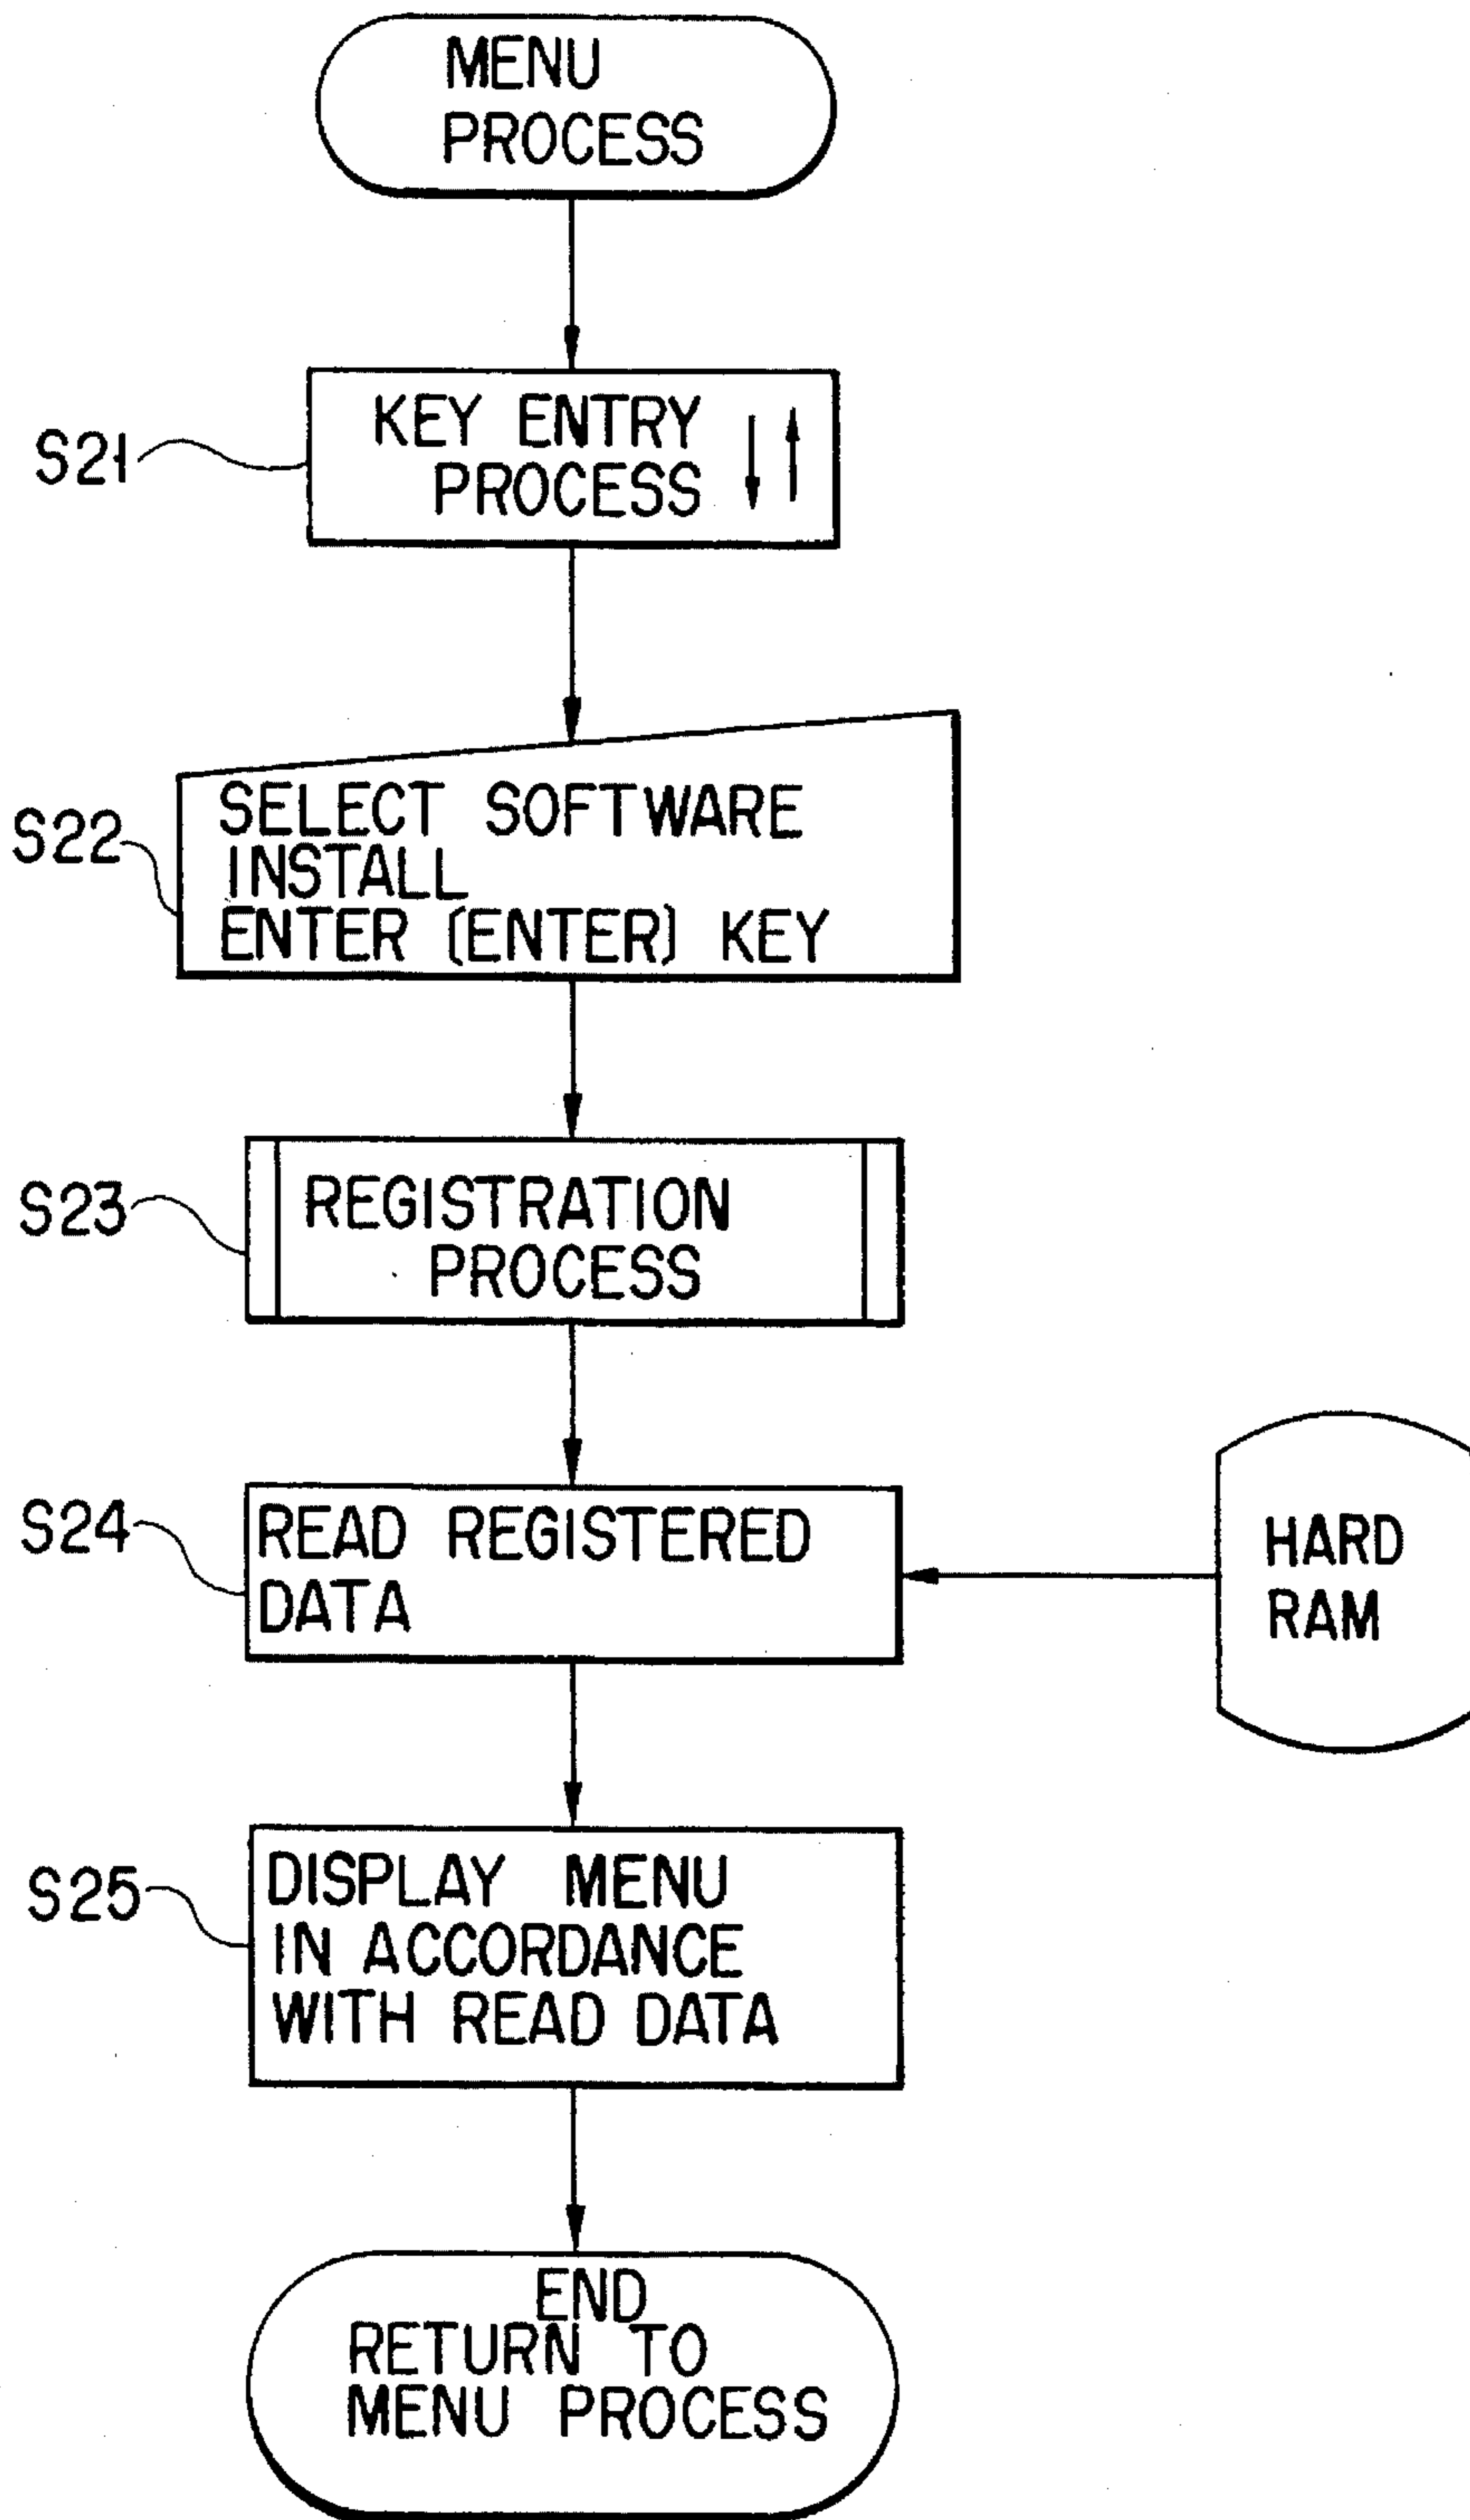 MENU
PROCESS
S21
KEY ENTRY
PROCESS
S22
SELECT SOFTWARE
INSTALL
ENTER (ENTER) KEY
S23
REGISTRATION
PROCESS
S24
READ REGISTERED
DATA
HARD
RAM
S25
DISPLAY MENU
IN ACCORDANCE
WITH READ DATA
END
RETURN TO
MENU PROCESS